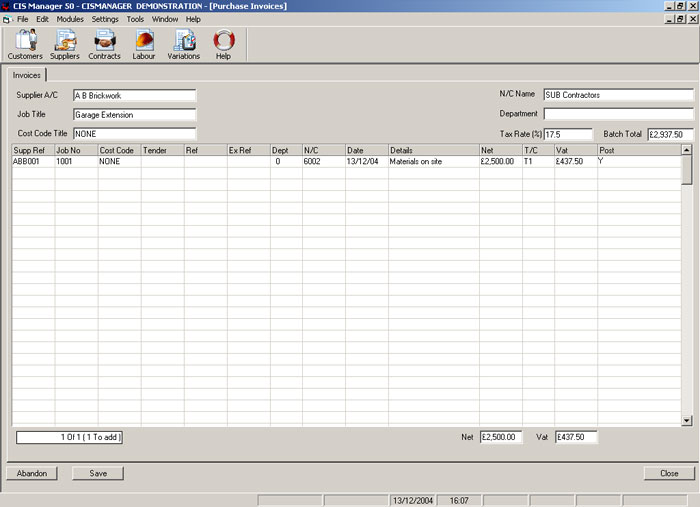 CIS Manager 50 - CISMANAGER DEMONSTRATION - [Purchase Invoices]
File Edit Modules Settings Tools Window Help
Customers Suppliers Contracts Labour Variations Help
Invoices
Supplier A/C A B Brickwork N/C Name SUB Contractors
Job Title Garage Extension Department
Cost Code Title NONE Tax Rate (%) 17.5 Batch Total £2,937.50
Supp Ref Job No Cost Code Tender Ref Ex Ref Dept N/C Date Details Net T/C Vat Post
ABB001 1001 NONE 0 6002 13/12/04 Materials on site £2,500.00 T1 £437.50 Y
1 Of 1 ( 1 To add ) Net £2,500.00 Vat £437.50
Abandon Save Close
13/12/2004 16:07